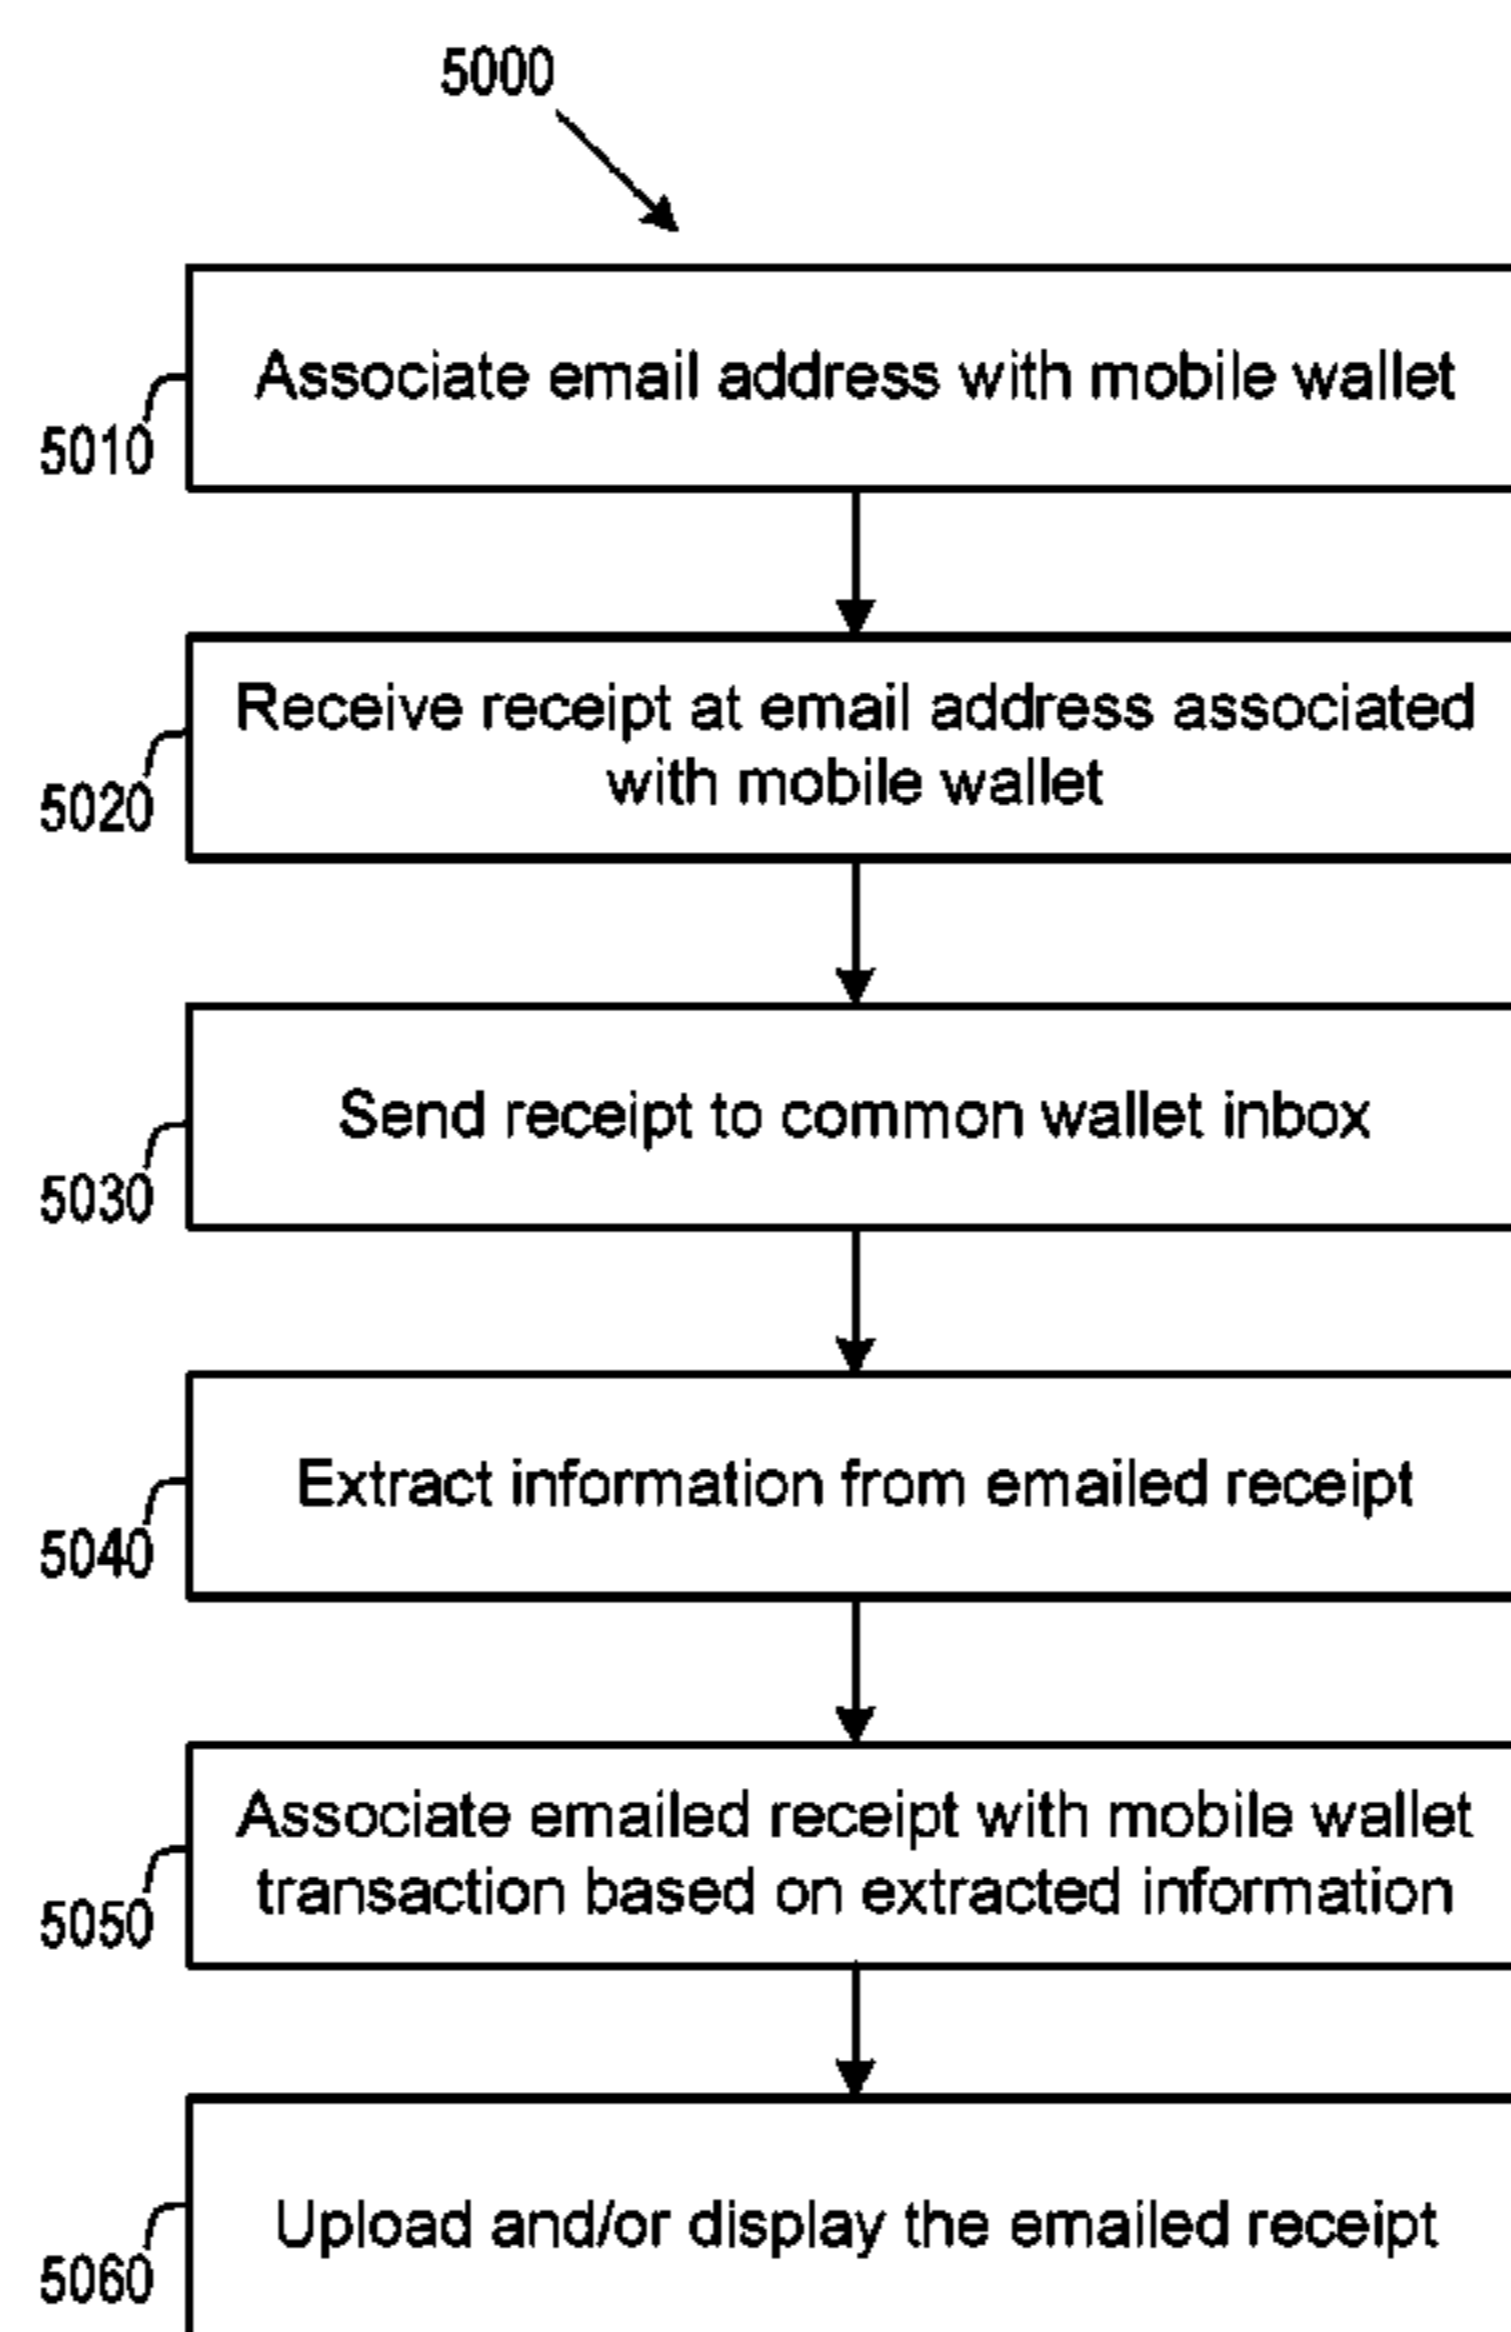 5000
Associate email address with mobile wallet
5010
Receive receipt at email address associated
with mobile wallet
5020
Send receipt to common wallet inbox
5030
Extract information from emailed receipt
5040
Associate emailed receipt with mobile wallet
transaction based on extracted information
5050
Upload and/or display the emailed receipt
5060